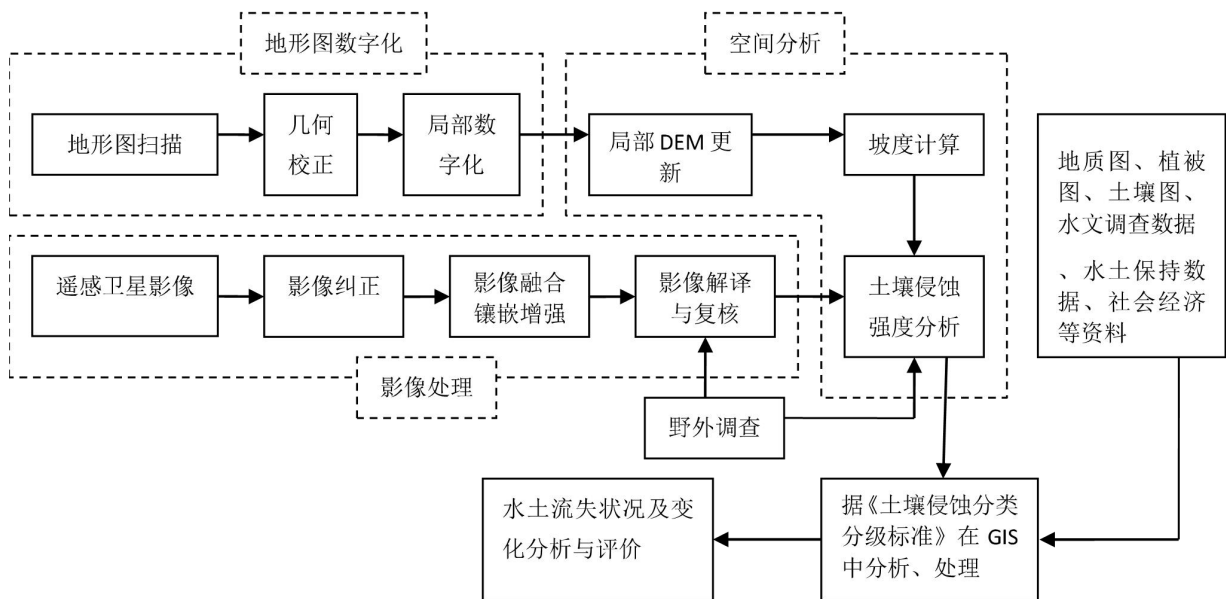 地形图数字化
空间分析
地形图扫描
几何
校正
局部数
字化
局部 DEM 更
新
坡度计算
地质图、植被
图、土壤图、
水文调查数据
、水土保持数
据、社会经济
等资料
遥感卫星影像
影像纠正
影像融合
镶嵌增强
影像解译
与复核
土壤侵蚀
强度分析
影像处理
野外调查
水土流失状况及变
化分析与评价
据《土壤侵蚀分类
分级标准》在 GIS
中分析、处理